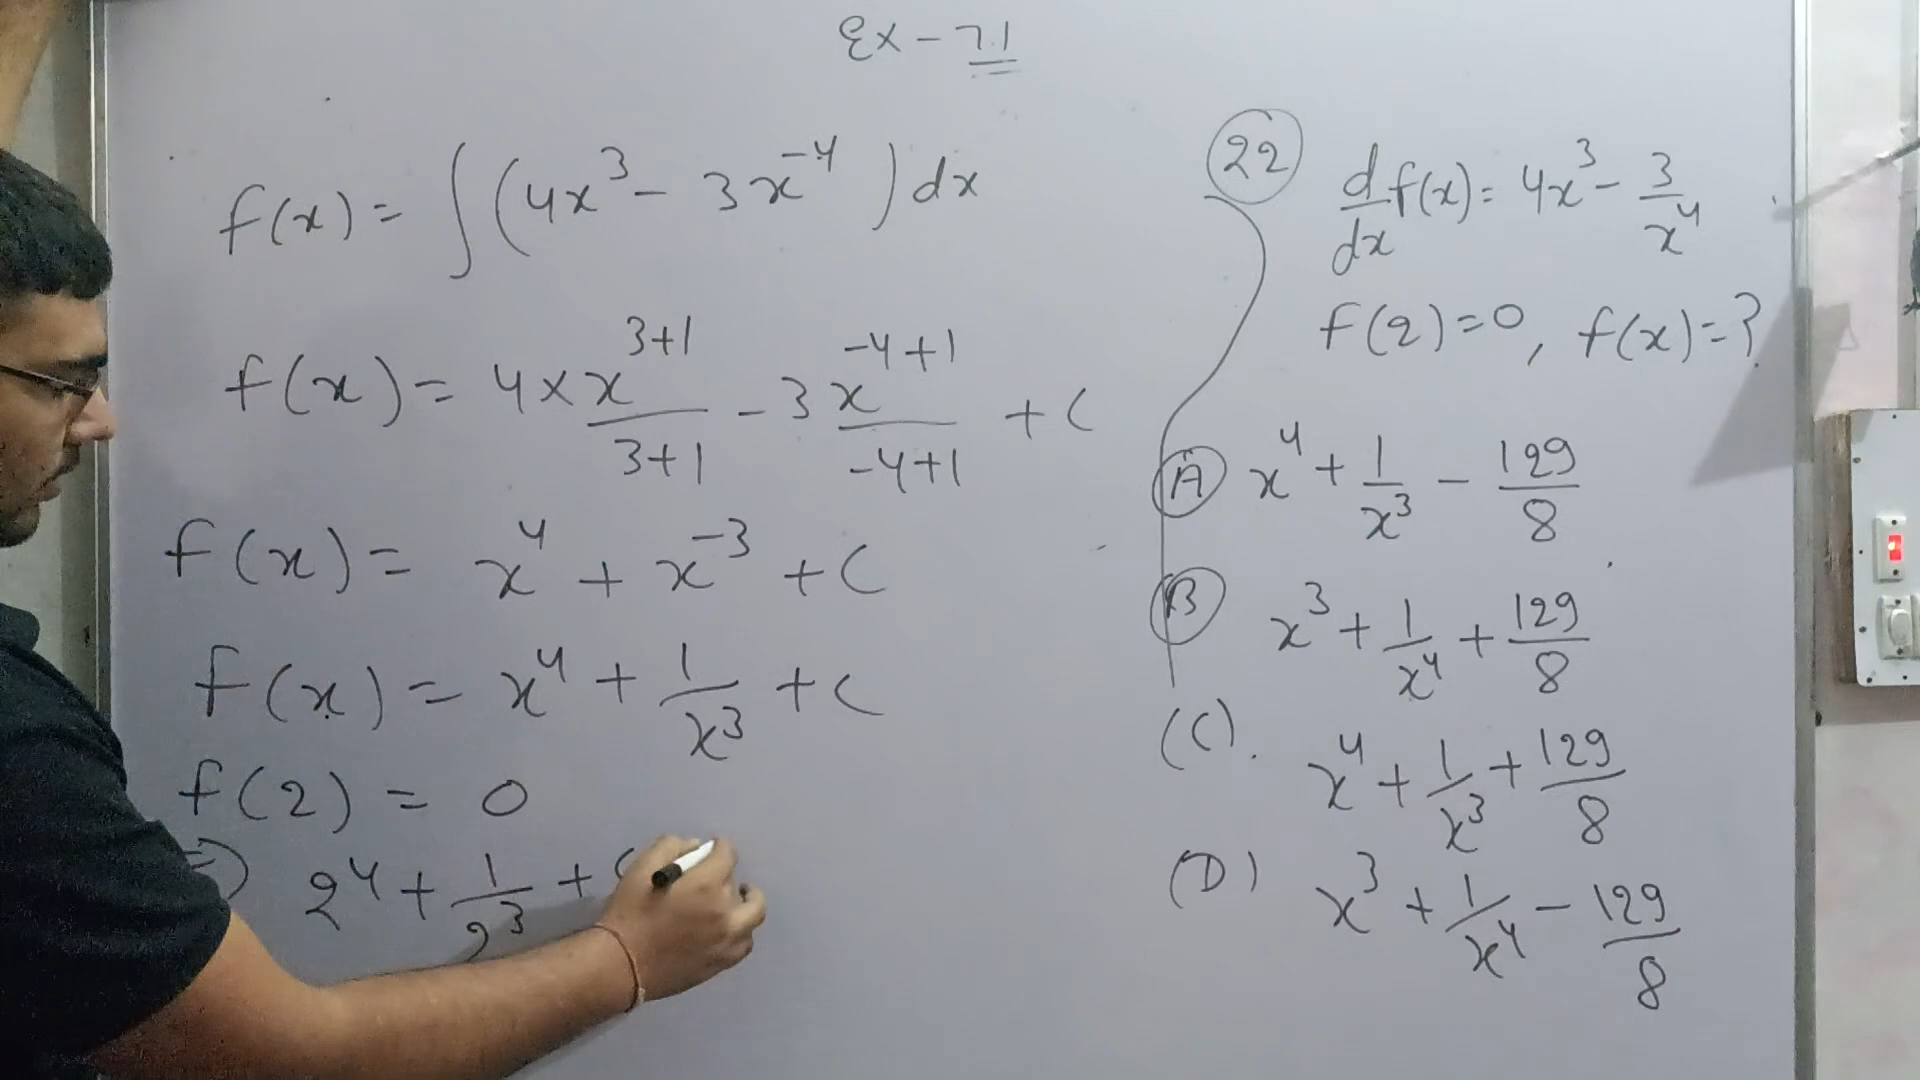 Ex - 7.1
f(x) = ∫ (4x³ - 3x⁻⁴) dx
f(x) = 4 × x³⁺¹/3+1 - 3 x⁻⁴⁺¹/-4+1 + C
f(x) = x⁴ + x⁻³ + C
f(x) = x⁴ + 1/x³ + C
f(2) = 0
⇒ 2⁴ + 1/2³ + C
22 d/dx f(x) = 4x³ - 3/x⁴
f(2) = 0, f(x) = ?
(A) x⁴ + 1/x³ - 129/8
(B) x³ + 1/x⁴ + 129/8
(C). x⁴ + 1/x³ + 129/8
(D) x³ + 1/x⁴ - 129/8